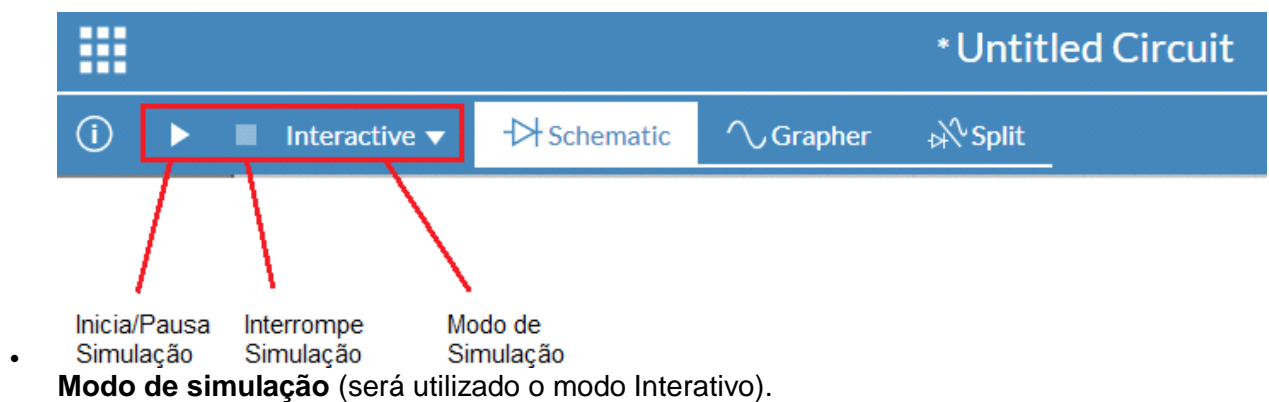 * Untitled Circuit
i Interactive Schematic Grapher Split
Inicia/Pausa Simulação
Interrompe Simulação
Modo de Simulação
• Modo de simulação (será utilizado o modo Interativo).